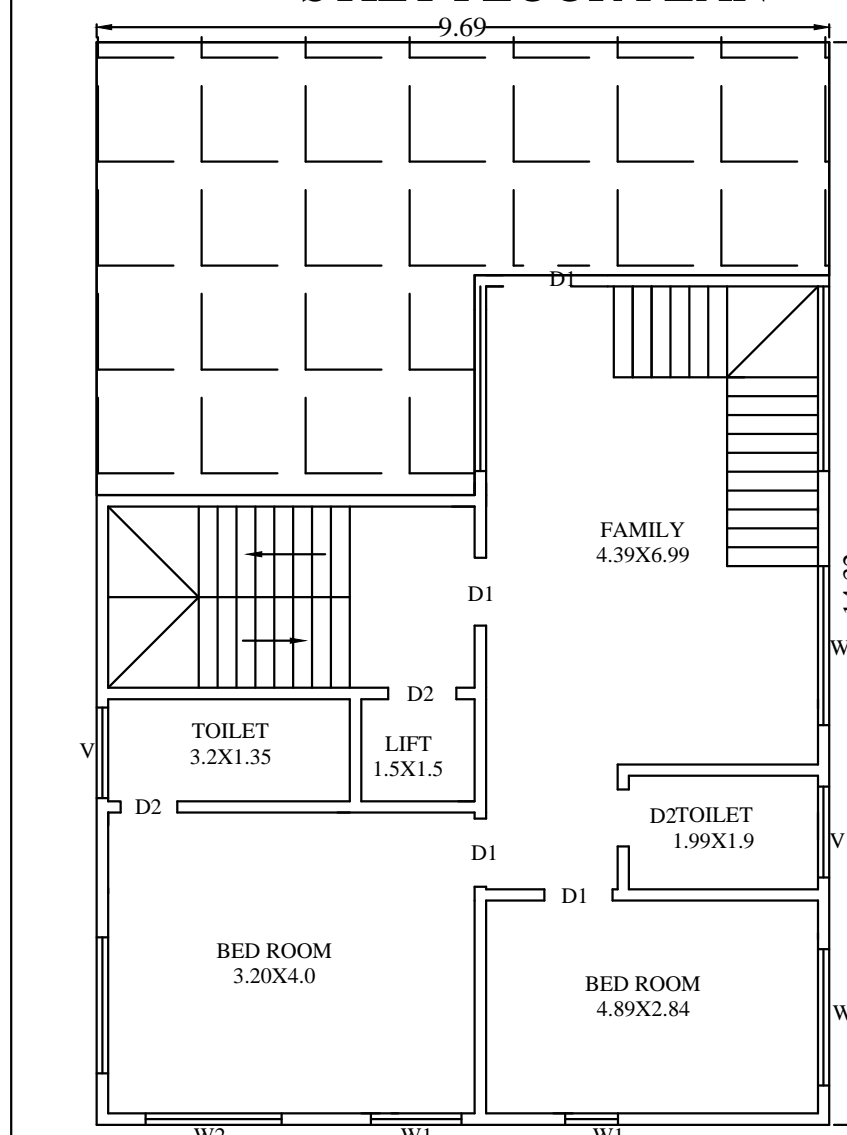 9.69
D1
FAMILY
4.39X6.99
D1
W
D2
TOILET
3.2X1.35
V
LIFT
1.5X1.5
D2
D2TOILET
1.99X1.9
V
D1
D1
BED ROOM
3.20X4.0
BED ROOM
4.89X2.84
W
W2
W1
W1